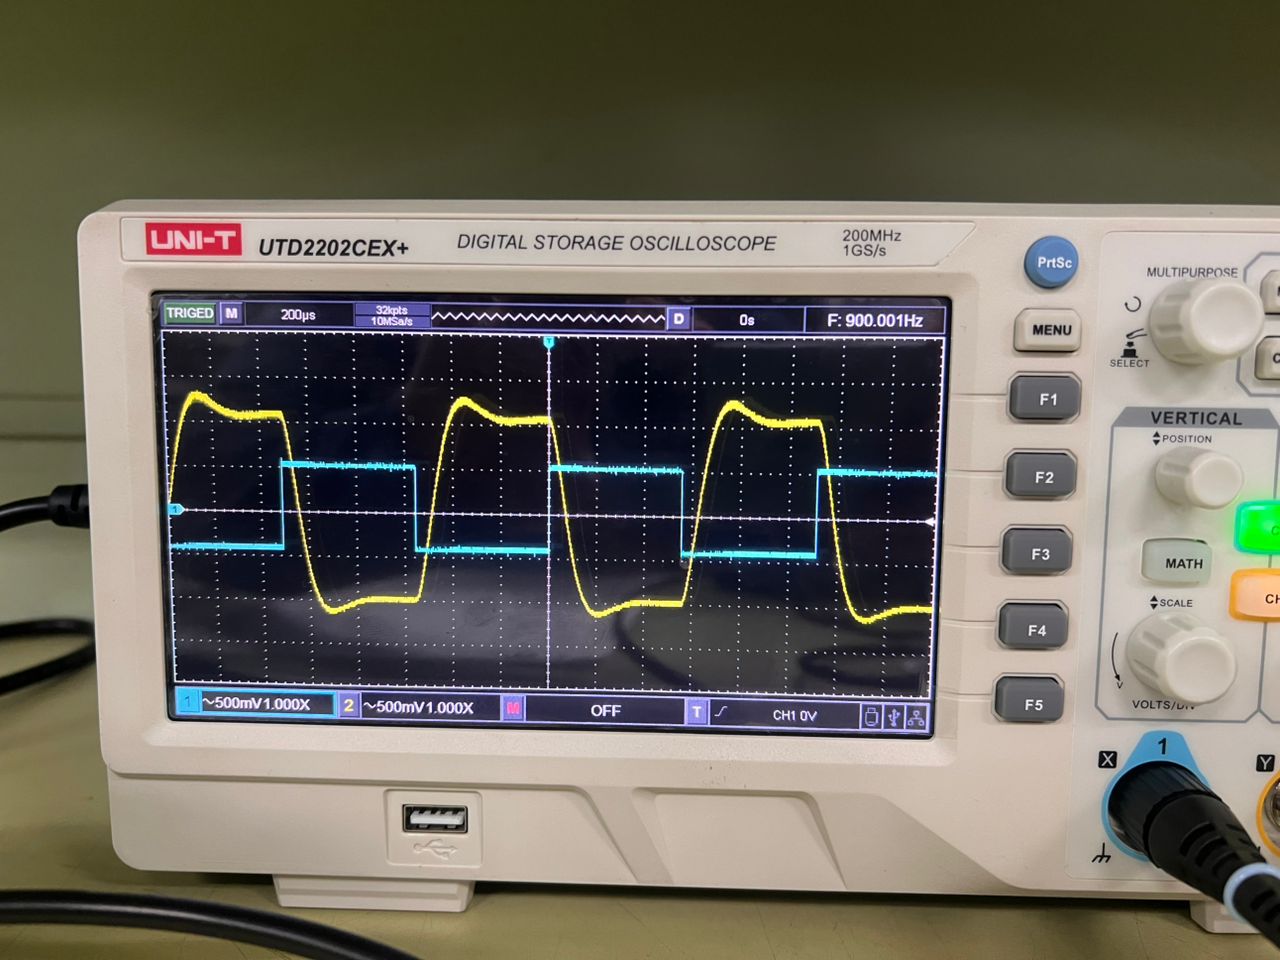 UNI-T UTD2202CEX+ DIGITAL STORAGE OSCILLOSCOPE 200MHz
1GS/s
TRIGED M 200μs 32kpts
10MSa/s
D 0s F: 900.001Hz
T
1
1 ~500mV1.000X 2 ~500mV1.000X M OFF T CH1 0V
PrtSc
MENU
F1
F2
F3
F4
F5
MULTIPURPOSE
SELECT
VERTICAL
POSITION
MATH
SCALE
V
VOLTS/DIV
X 1 Y